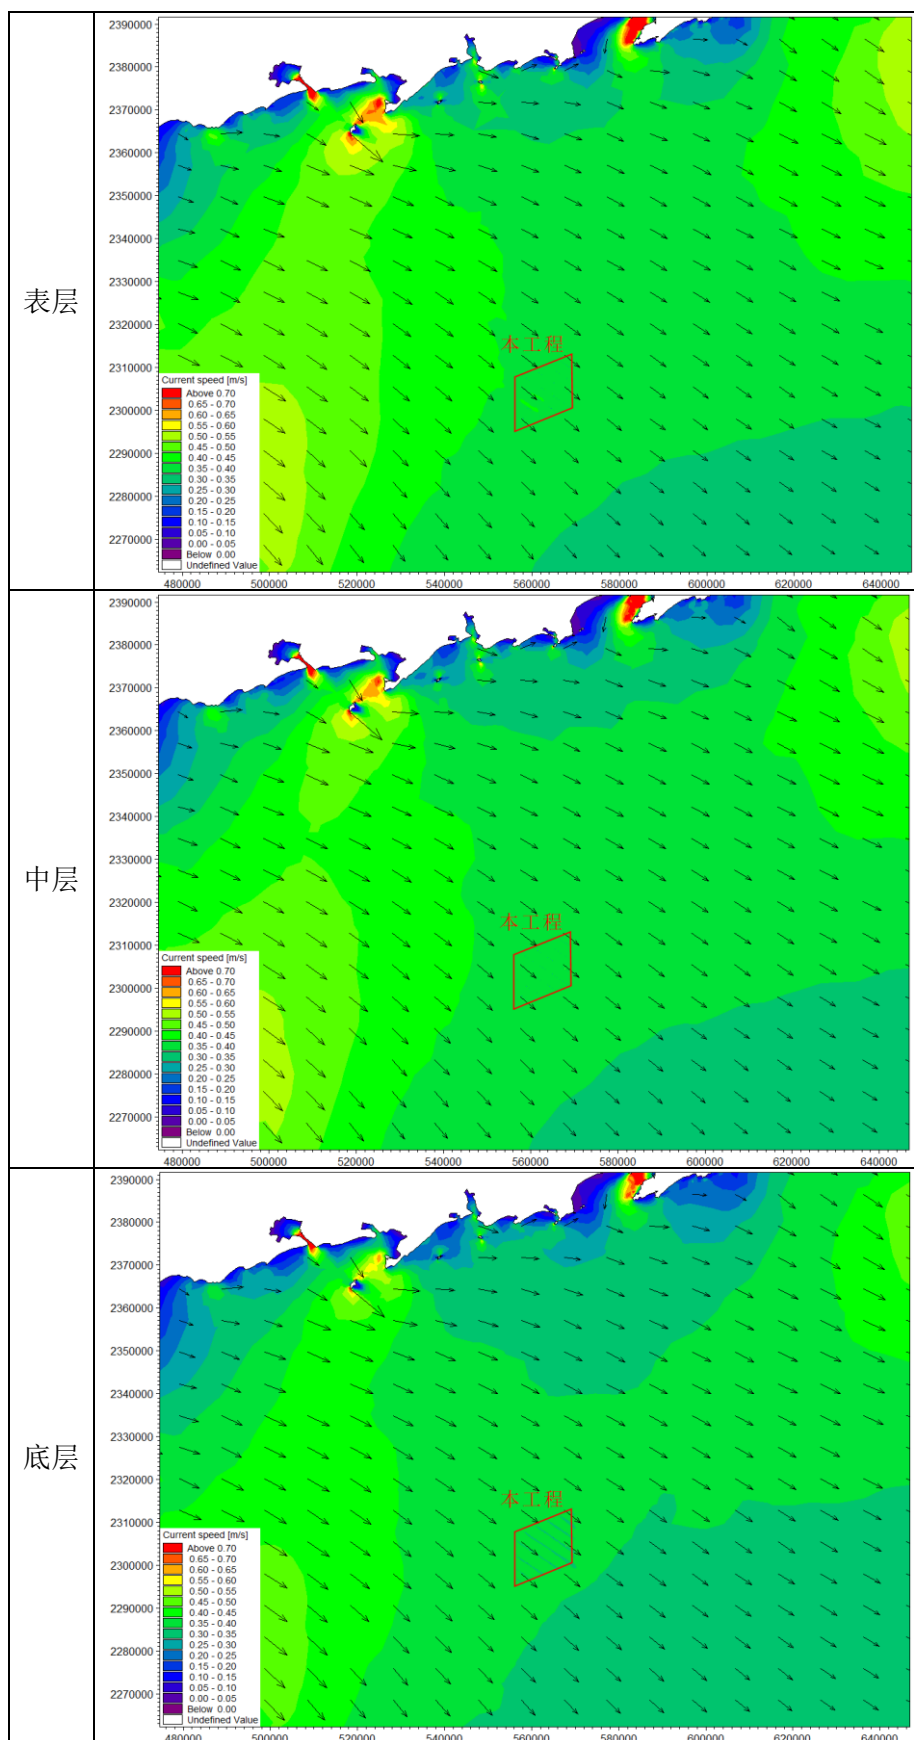 表层
2390000
2380000
2370000
2360000
2350000
2340000
2330000
2320000
2310000
2300000
2290000
2280000
2270000
本工程
Current speed [m/s]
Above 0.70
0.65 - 0.70
0.60 - 0.65
0.55 - 0.60
0.50 - 0.55
0.45 - 0.50
0.40 - 0.45
0.35 - 0.40
0.30 - 0.35
0.25 - 0.30
0.20 - 0.25
0.15 - 0.20
0.10 - 0.15
0.05 - 0.10
0.00 - 0.05
Below 0.00
Undefined Value
480000 500000 520000 540000 560000 580000 600000 620000 640000
中层
2390000
2380000
2370000
2360000
2350000
2340000
2330000
2320000
2310000
2300000
2290000
2280000
2270000
本工程
Current speed [m/s]
Above 0.70
0.65 - 0.70
0.60 - 0.65
0.55 - 0.60
0.50 - 0.55
0.45 - 0.50
0.40 - 0.45
0.35 - 0.40
0.30 - 0.35
0.25 - 0.30
0.20 - 0.25
0.15 - 0.20
0.10 - 0.15
0.05 - 0.10
0.00 - 0.05
Below 0.00
Undefined Value
480000 500000 520000 540000 560000 580000 600000 620000 640000
底层
2390000
2380000
2370000
2360000
2350000
2340000
2330000
2320000
2310000
2300000
2290000
2280000
2270000
本工程
Current speed [m/s]
Above 0.70
0.65 - 0.70
0.60 - 0.65
0.55 - 0.60
0.50 - 0.55
0.45 - 0.50
0.40 - 0.45
0.35 - 0.40
0.30 - 0.35
0.25 - 0.30
0.20 - 0.25
0.15 - 0.20
0.10 - 0.15
0.05 - 0.10
0.00 - 0.05
Below 0.00
Undefined Value
480000 500000 520000 540000 560000 580000 600000 620000 640000